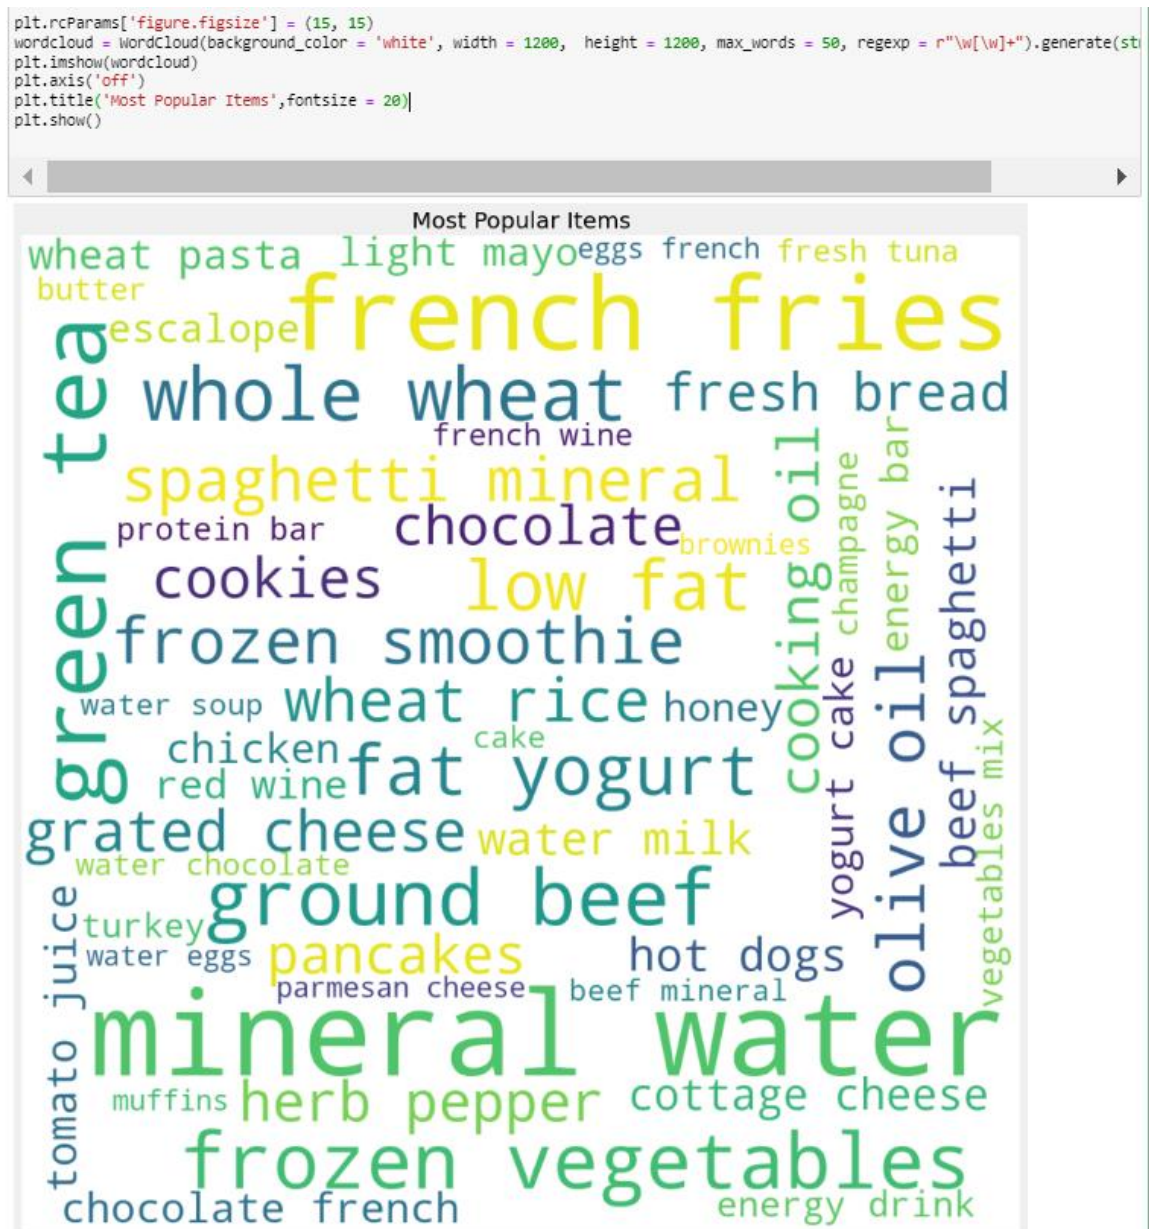 plt.rcParams['figure.figsize'] = (15, 15)
wordcloud = WordCloud(background_color = 'white', width = 1200,  height = 1200, max_words = 50, regexp = r"\w[\w]+").generate(st
plt.imshow(wordcloud)
plt.axis('off')
plt.title('Most Popular Items',fontsize = 20)
plt.show()
Most Popular Items
wheat pasta
light mayo
eggs french
fresh tuna
butter
french fries
escalope
green tea
whole wheat
fresh bread
french wine
spaghetti mineral
cooking oil
champagne
energy bar
beef spaghetti
protein bar
chocolate
brownies
cookies
low fat
frozen smoothie
water soup
wheat rice
honey
yogurt cake
olive oil
vegetables mix
chicken
cake
fat yogurt
red wine
grated cheese
water milk
water chocolate
ground beef
tomato juice
turkey
water eggs
pancakes
hot dogs
parmesan cheese
beef mineral
mineral water
muffins
herb pepper
cottage cheese
frozen vegetables
chocolate french
energy drink